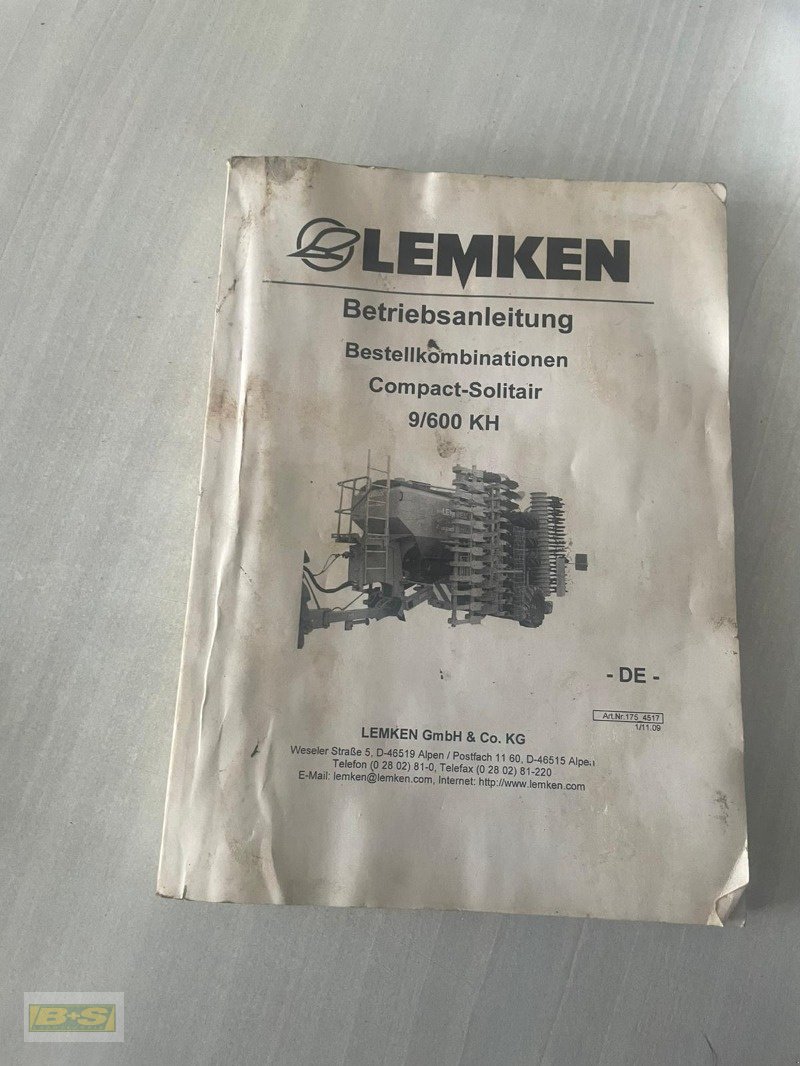 LEMKEN
Betriebsanleitung
Bestellkombinationen
Compact-Solitair
9/600 KH
- DE -
Art.Nr.175_4517
1/11.09
LEMKEN GmbH & Co. KG
Weseler Straße 5, D-46519 Alpen / Postfach 11 60, D-46515 Alpen
Telefon (0 28 02) 81-0, Telefax (0 28 02) 81-220
E-Mail: lemken@lemken.com, Internet: http://www.lemken.com
B+S